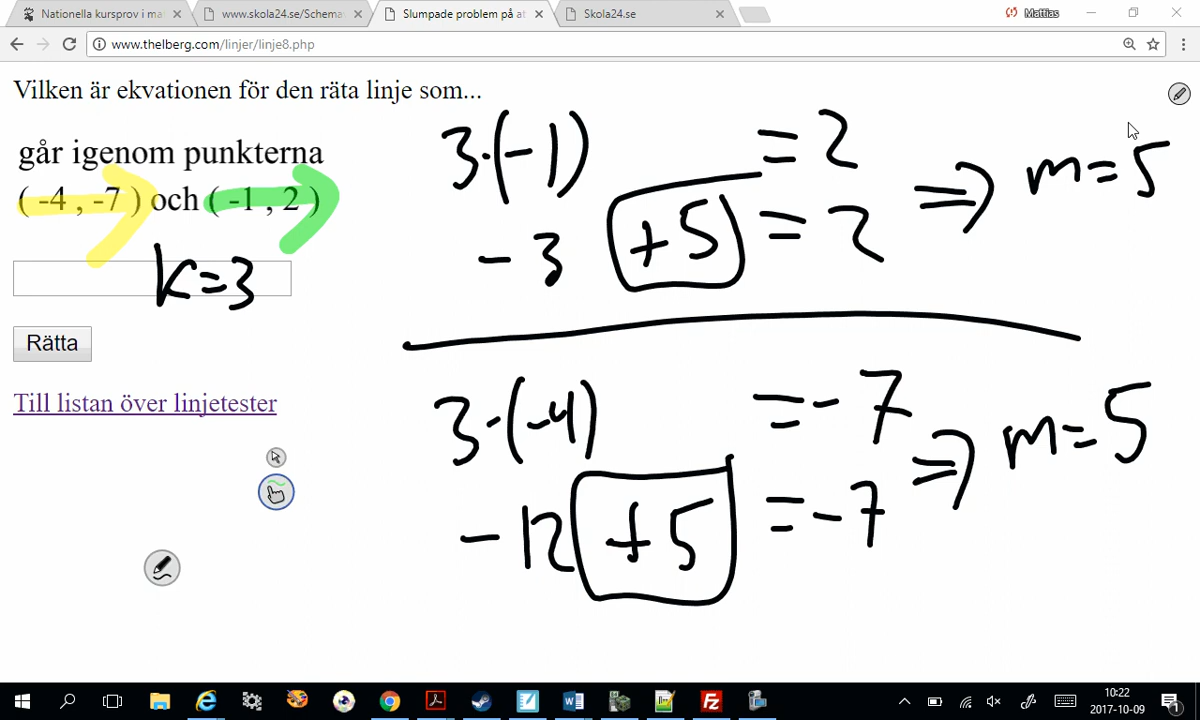 Nationella kursprov i ma
www.skola24.se/Schema
Slumpade problem på at
Skola24.se
Mattias
www.thelberg.com/linjer/linje8.php
Vilken är ekvationen för den räta linje som...
går igenom punkterna
( -4 , -7 ) och ( -1 , 2 )
k=3
Rätta
Till listan över linjetester
3·(-1) = 2
-3 +5 = 2 ⇒ m=5
3·(-4) = -7
-12 +5 = -7 ⇒ m=5
10:22
2017-10-09
1